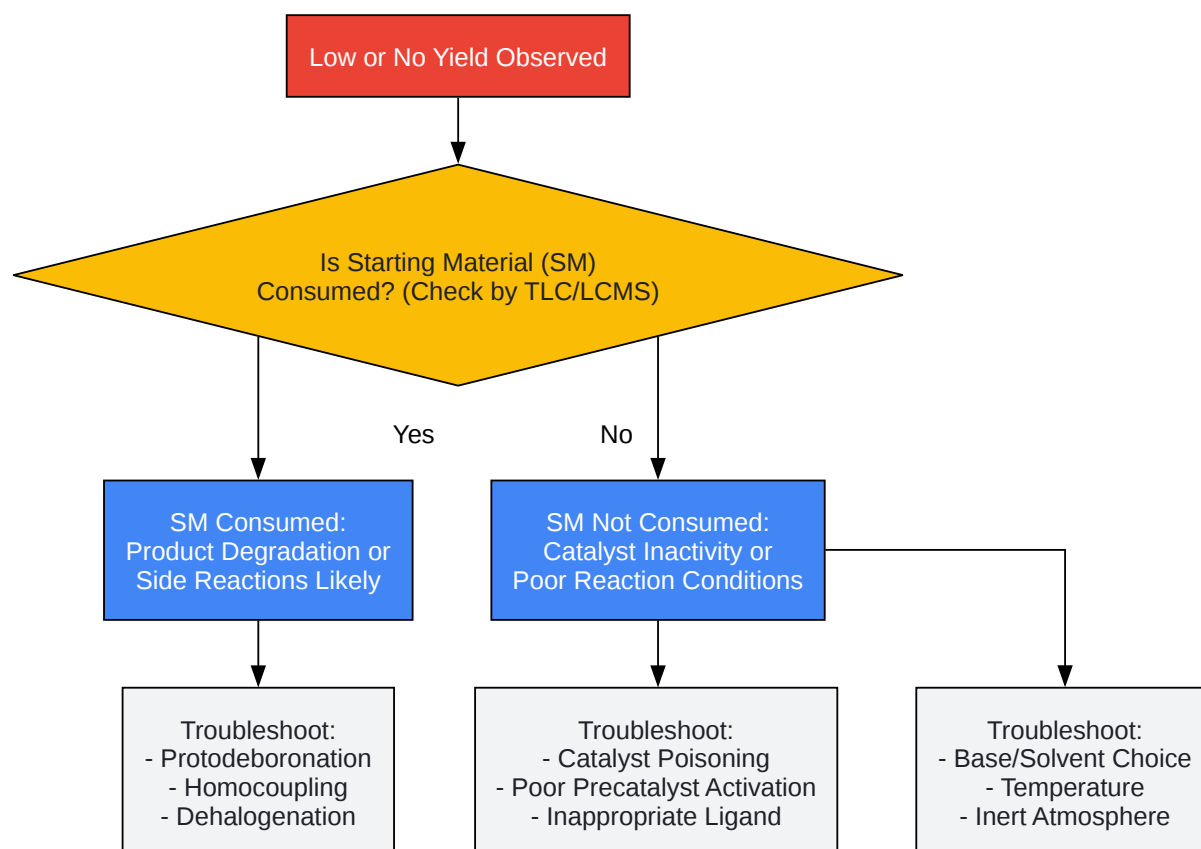 Low or No Yield Observed
Is Starting Material (SM)
Consumed? (Check by TLC/LCMS)
Yes
No
SM Consumed:
Product Degradation or
Side Reactions Likely
SM Not Consumed:
Catalyst Inactivity or
Poor Reaction Conditions
Troubleshoot:
- Protodeboronation
- Homocoupling
- Dehalogenation
Troubleshoot:
- Catalyst Poisoning
- Poor Precatalyst Activation
- Inappropriate Ligand
Troubleshoot:
- Base/Solvent Choice
- Temperature
- Inert Atmosphere